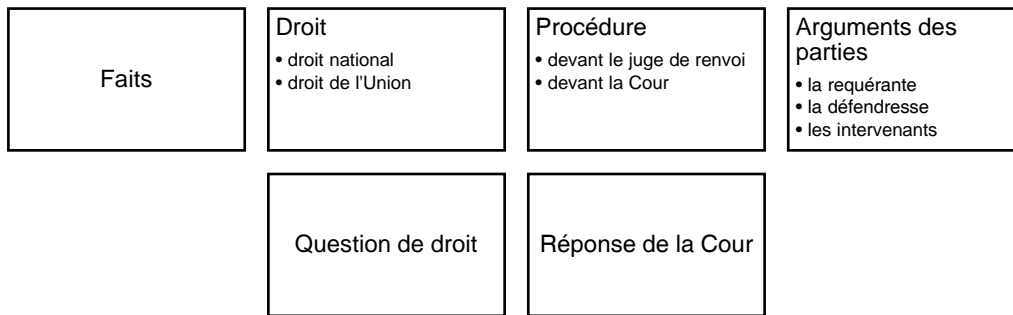 Faits
Droit
• droit national
• droit de l'Union
Procédure
• devant le juge de renvoi
• devant la Cour
Arguments des
parties
• la requérante
• la défendresse
• les intervenants
Question de droit
Réponse de la Cour